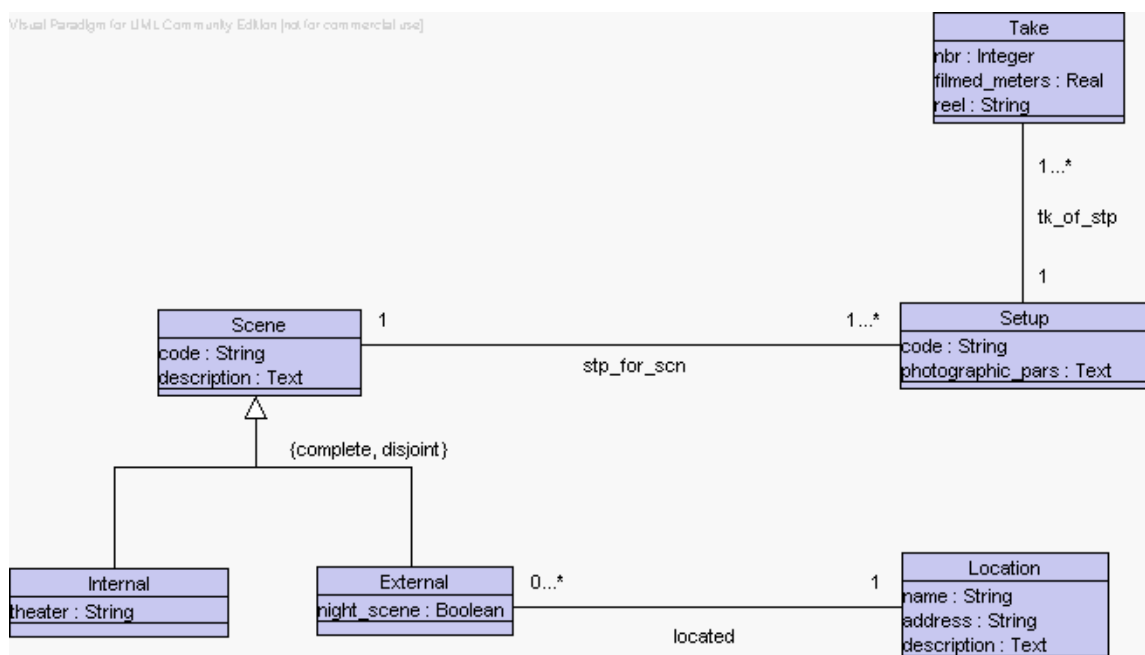 Visual Paradigm for UML Community Edition [not for commercial use]
Take
nbr : Integer
filmed_meters : Real
reel : String
1...*
tk_of_stp
1
Scene
code : String
description : Text
1
1...*
stp_for_scn
Setup
code : String
photographic_pars : Text
{complete, disjoint}
Internal
theater : String
External
night_scene : Boolean
0...*
1
located
Location
name : String
address : String
description : Text